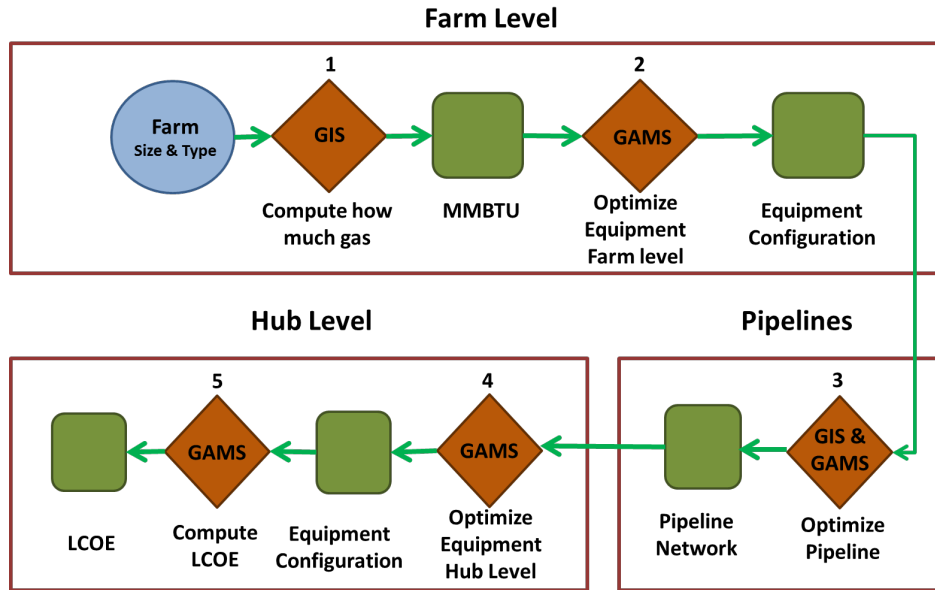 Farm Level
1
2
Farm
Size & Type
GIS
GAMS
Compute how
much gas
MMBTU
Optimize
Equipment
Farm level
Equipment
Configuration
Hub Level
Pipelines
5
4
3
GAMS
GAMS
GIS &
GAMS
LCOE
Compute
LCOE
Equipment
Configuration
Optimize
Equipment
Hub Level
Pipeline
Network
Optimize
Pipeline